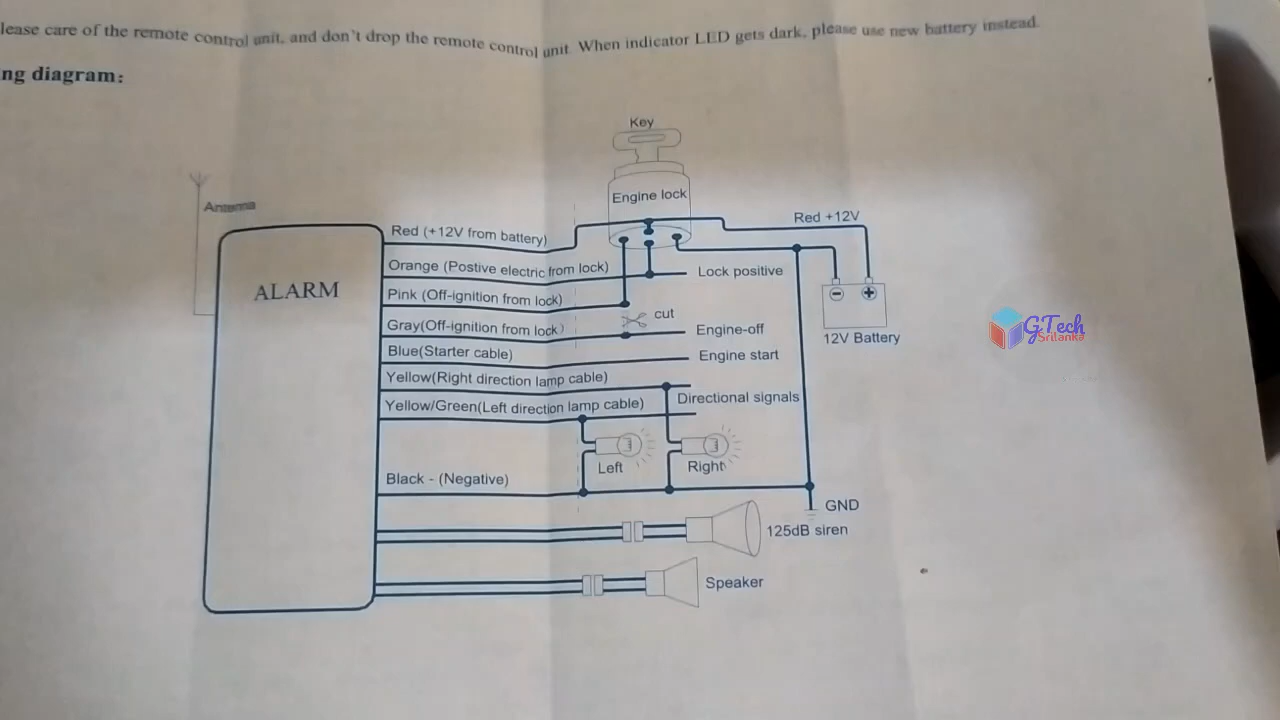 lease care of the remote control unit, and don't drop the remote control unit. When indicator LED gets dark, please use new battery instead.
ng diagram:
Key
Engine lock
Antenna
Red (+12V from battery)
Red +12V
Orange (Postive electric from lock)
Lock positive
ALARM
Pink (Off-ignition from lock)
cut
Gray(Off-ignition from lock)
Engine-off
12V Battery
Blue(Starter cable)
Engine start
Yellow(Right direction lamp cable)
Directional signals
Yellow/Green(Left direction lamp cable)
Left
Right
Black - (Negative)
GND
125dB siren
Speaker
GTech
Srilanka